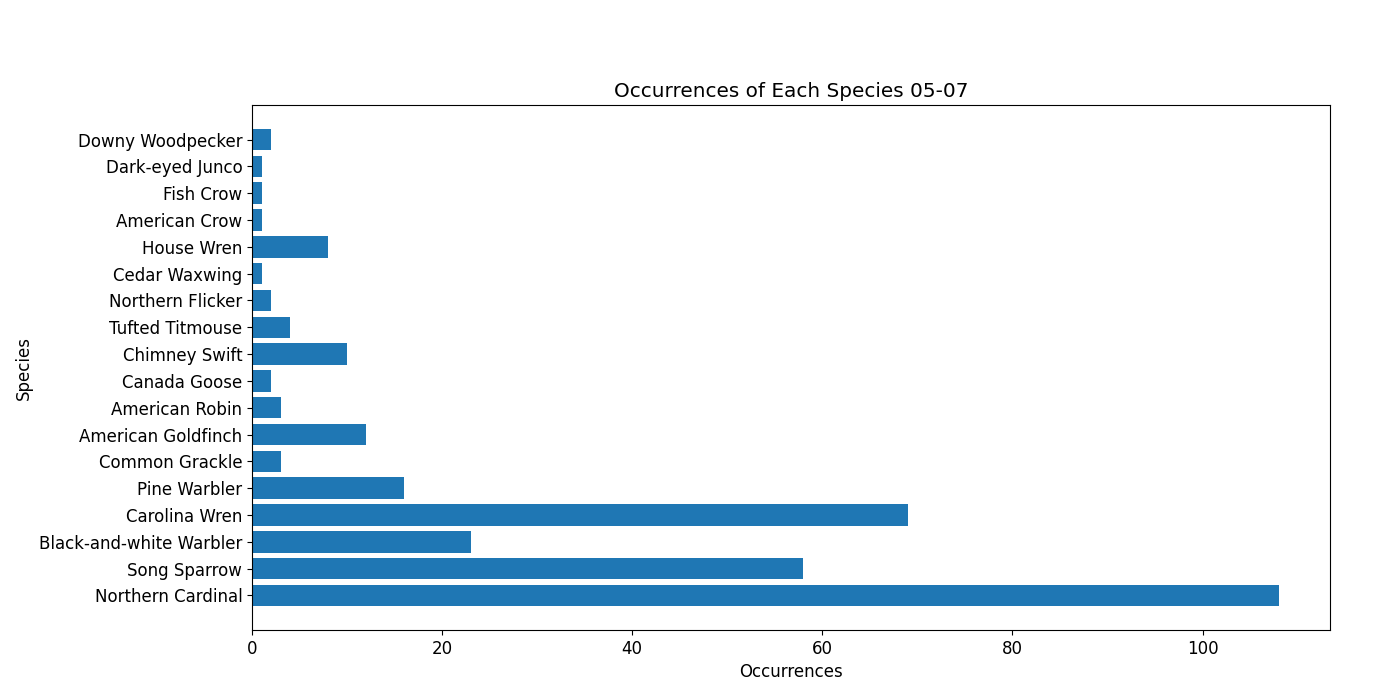 Occurrences of Each Species 05-07
Downy Woodpecker
Dark-eyed Junco
Fish Crow
American Crow
House Wren
Cedar Waxwing
Northern Flicker
Tufted Titmouse
Chimney Swift
Canada Goose
American Robin
American Goldfinch
Common Grackle
Pine Warbler
Carolina Wren
Black-and-white Warbler
Song Sparrow
Northern Cardinal
Species
0 20 40 60 80 100
Occurrences